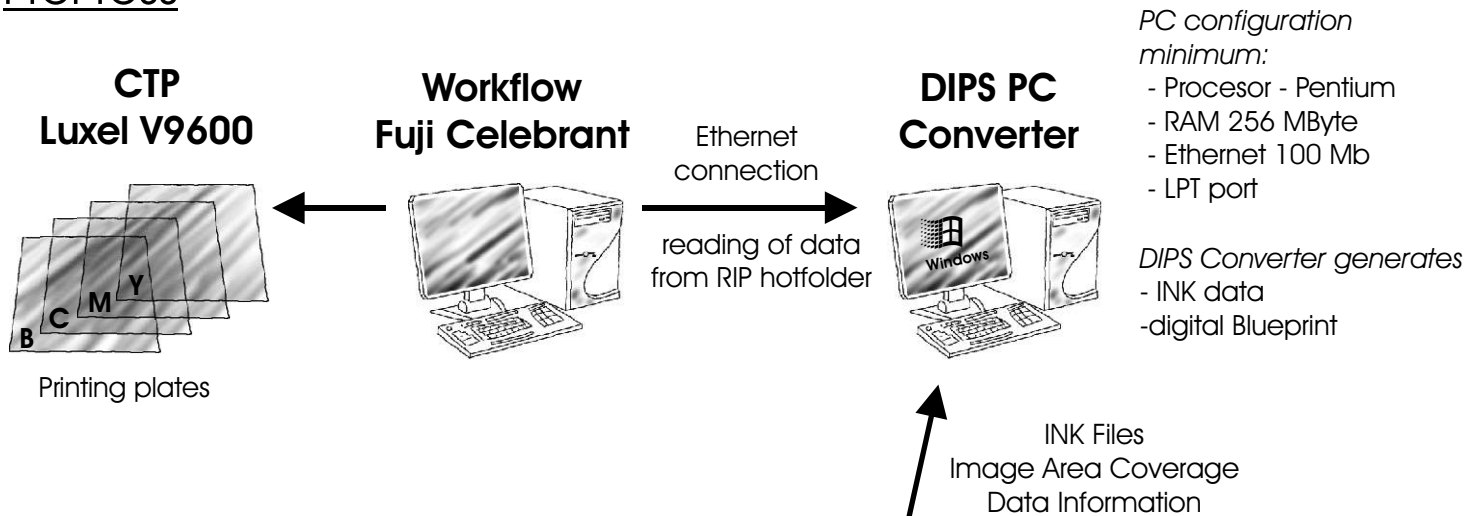 CTP
Luxel V9600
B
C
M
Y
Printing plates
Workflow
Fuji Celebrant
Ethernet
connection
reading of data
from RIP hotfolder
DIPS PC
Converter
Windows
PC configuration
minimum:
- Procesor - Pentium
- RAM 256 MByte
- Ethernet 100 Mb
- LPT port
DIPS Converter generates
- INK data
-digital Blueprint
INK Files
Image Area Coverage
Data Information